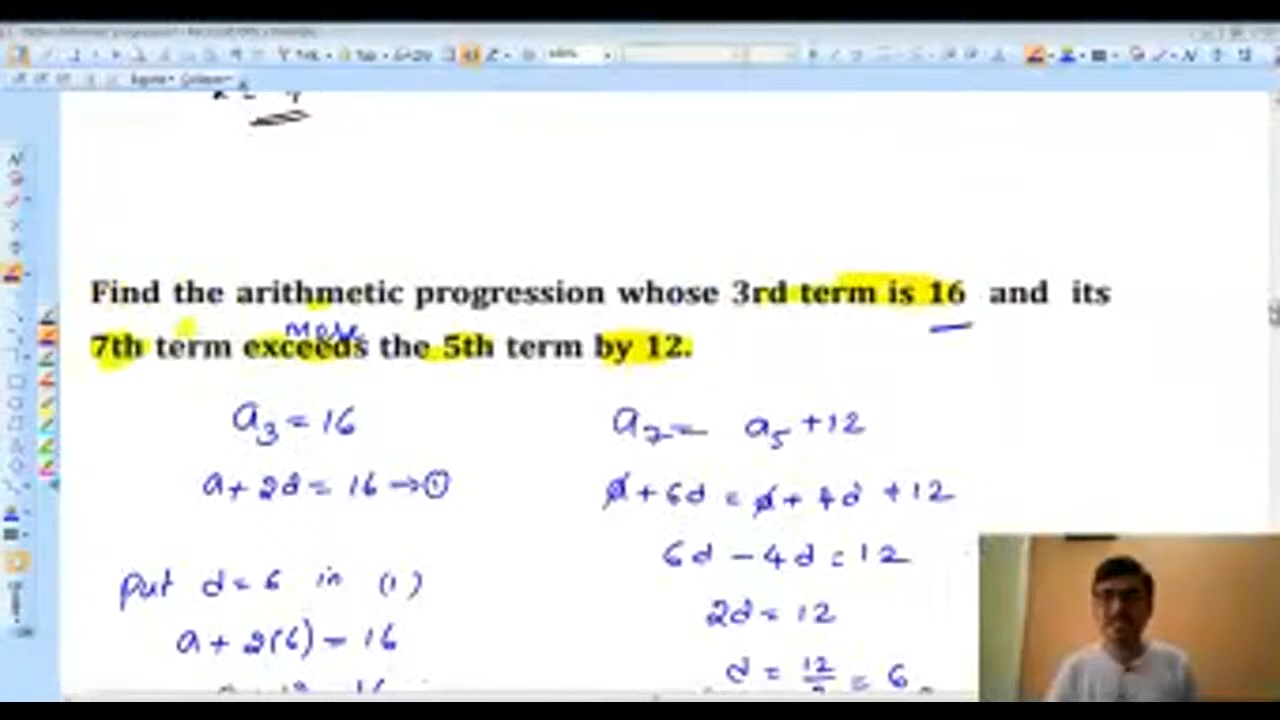 Find the arithmetic progression whose 3rd term is 16 and its
more
7th term exceeds the 5th term by 12.
a₃ = 16
a₇ = a₅ + 12
a + 2d = 16 → ①
a + 6d = a + 4d + 12
6d - 4d = 12
put d = 6 in (1)
2d = 12
a + 2(6) = 16
d = 12/2 = 6